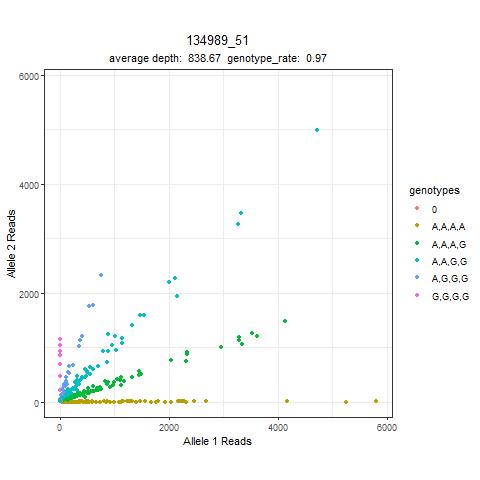 134989_51
average depth:  838.67  genotype_rate:  0.97
6000
4000
2000
0
Allele 2 Reads
0
2000
4000
6000
Allele 1 Reads
genotypes
0
A,A,A,A
A,A,A,G
A,A,G,G
A,G,G,G
G,G,G,G